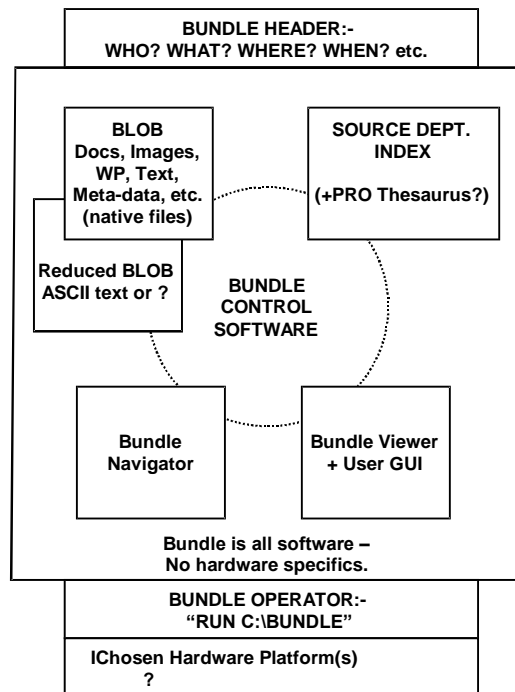 BUNDLE HEADER:-
WHO? WHAT? WHERE? WHEN? etc.
BLOB
Docs, Images,
WP, Text,
Meta-data, etc.
(native files)
SOURCE DEPT.
INDEX
(+PRO Thesaurus?)
Reduced BLOB
ASCII text or ?
BUNDLE
CONTROL
SOFTWARE
Bundle
Navigator
Bundle Viewer
+ User GUI
Bundle is all software –
No hardware specifics.
BUNDLE OPERATOR:-
“RUN C:\BUNDLE”
IChosen Hardware Platform(s)
?